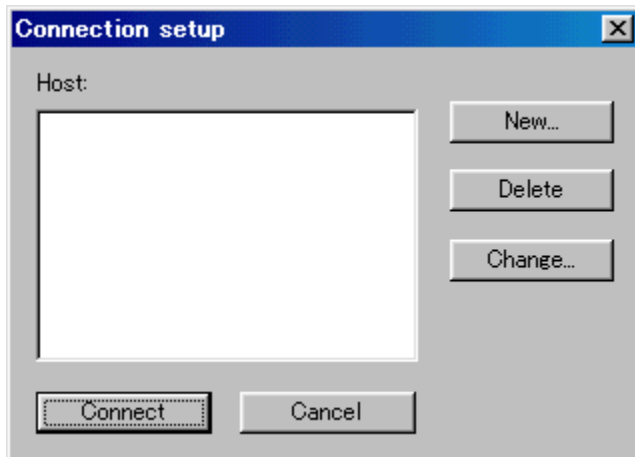 Connection setup
Host:
New...
Delete
Change...
Connect
Cancel